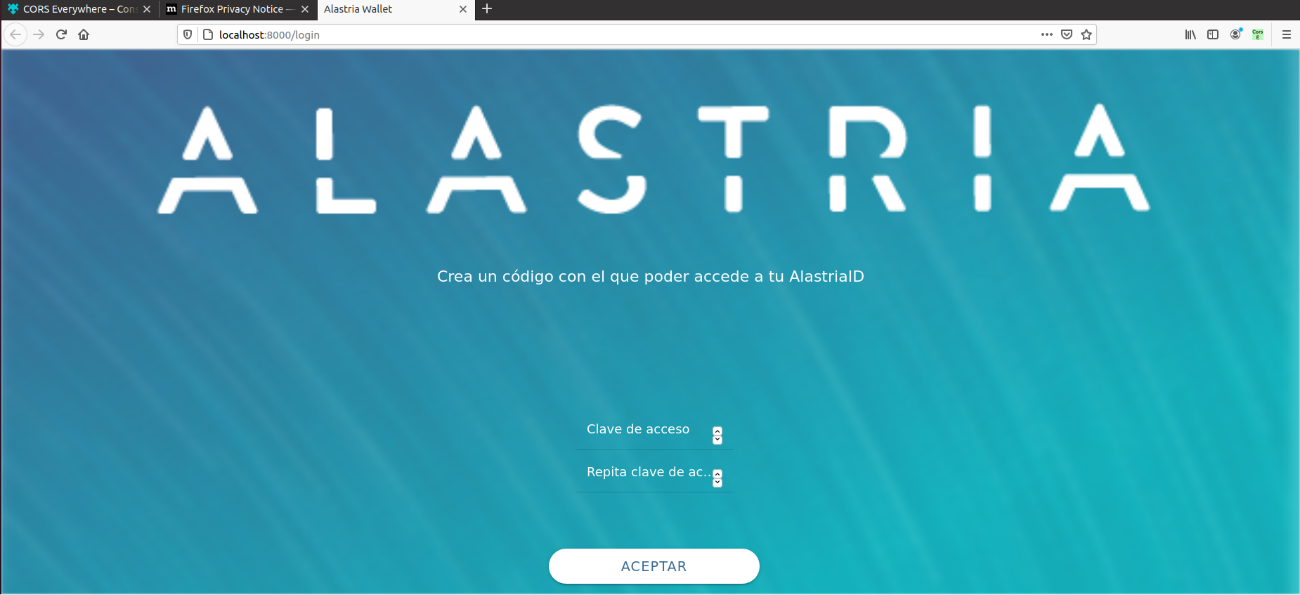 CORS Everywhere – Con
Firefox Privacy Notice —
Alastria Wallet
localhost:8000/login
ALASTRIA
Crea un código con el que poder accede a tu AlastriaID
Clave de acceso
Repita clave de ac...
ACEPTAR